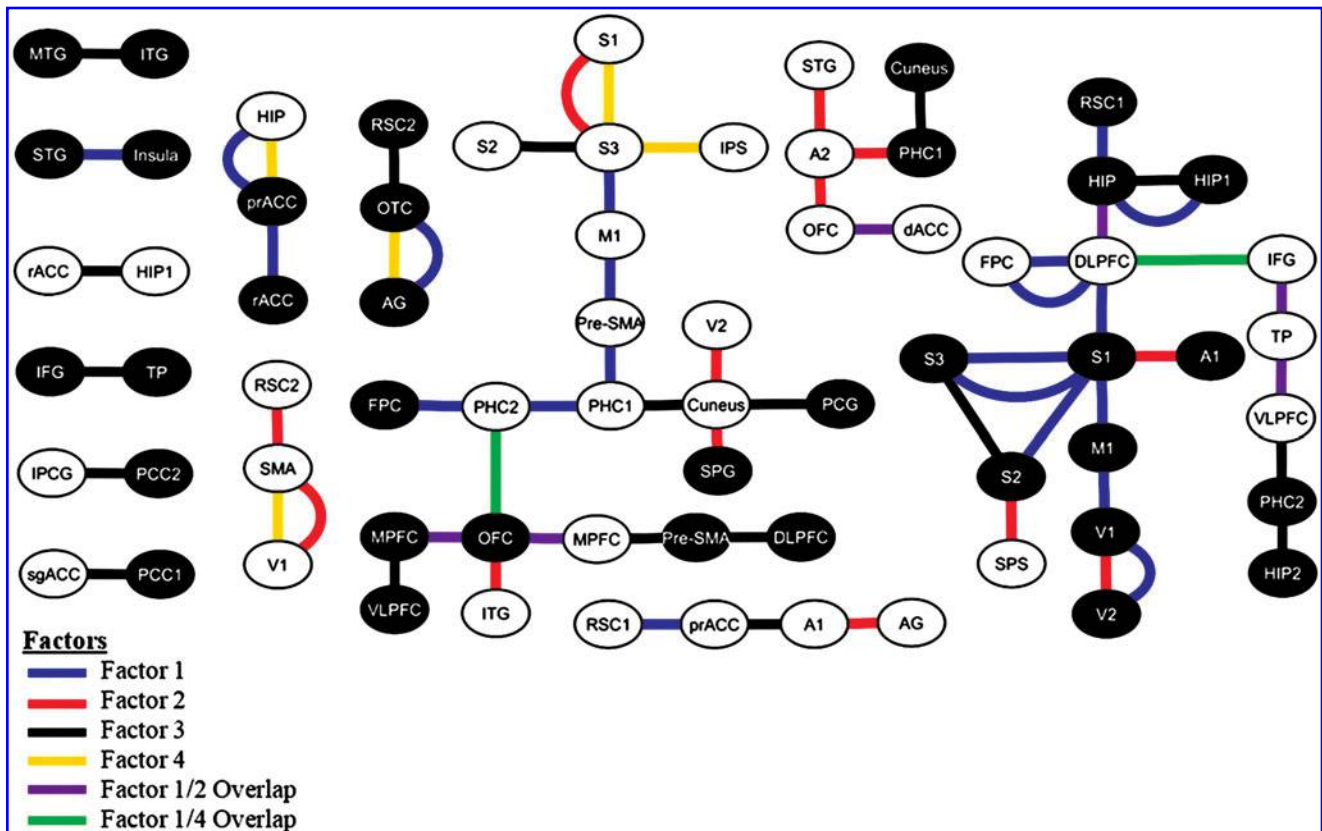 MTG ITG
STG Insula
rACC HIP1
IFG TP
IPCG PCC2
sgACC PCC1
HIP
prACC
rACC
RSC2
SMA
V1
RSC2
OTC
AG
S1
S2 S3 IPS
M1
Pre-SMA
V2
FPC PHC2 PHC1 Cuneus PCG
SPG
MPFC OFC MPFC Pre-SMA DLPFC
VLPFC ITG
RSC1 prACC A1 AG
STG Cuneus
A2 PHC1
OFC dACC
RSC1
HIP HIP1
FPC DLPFC IFG
S3 S1 A1 TP
VLPFC
S2 M1
PHC2
V1
SPS HIP2
V2
Factors
Factor 1
Factor 2
Factor 3
Factor 4
Factor 1/2 Overlap
Factor 1/4 Overlap